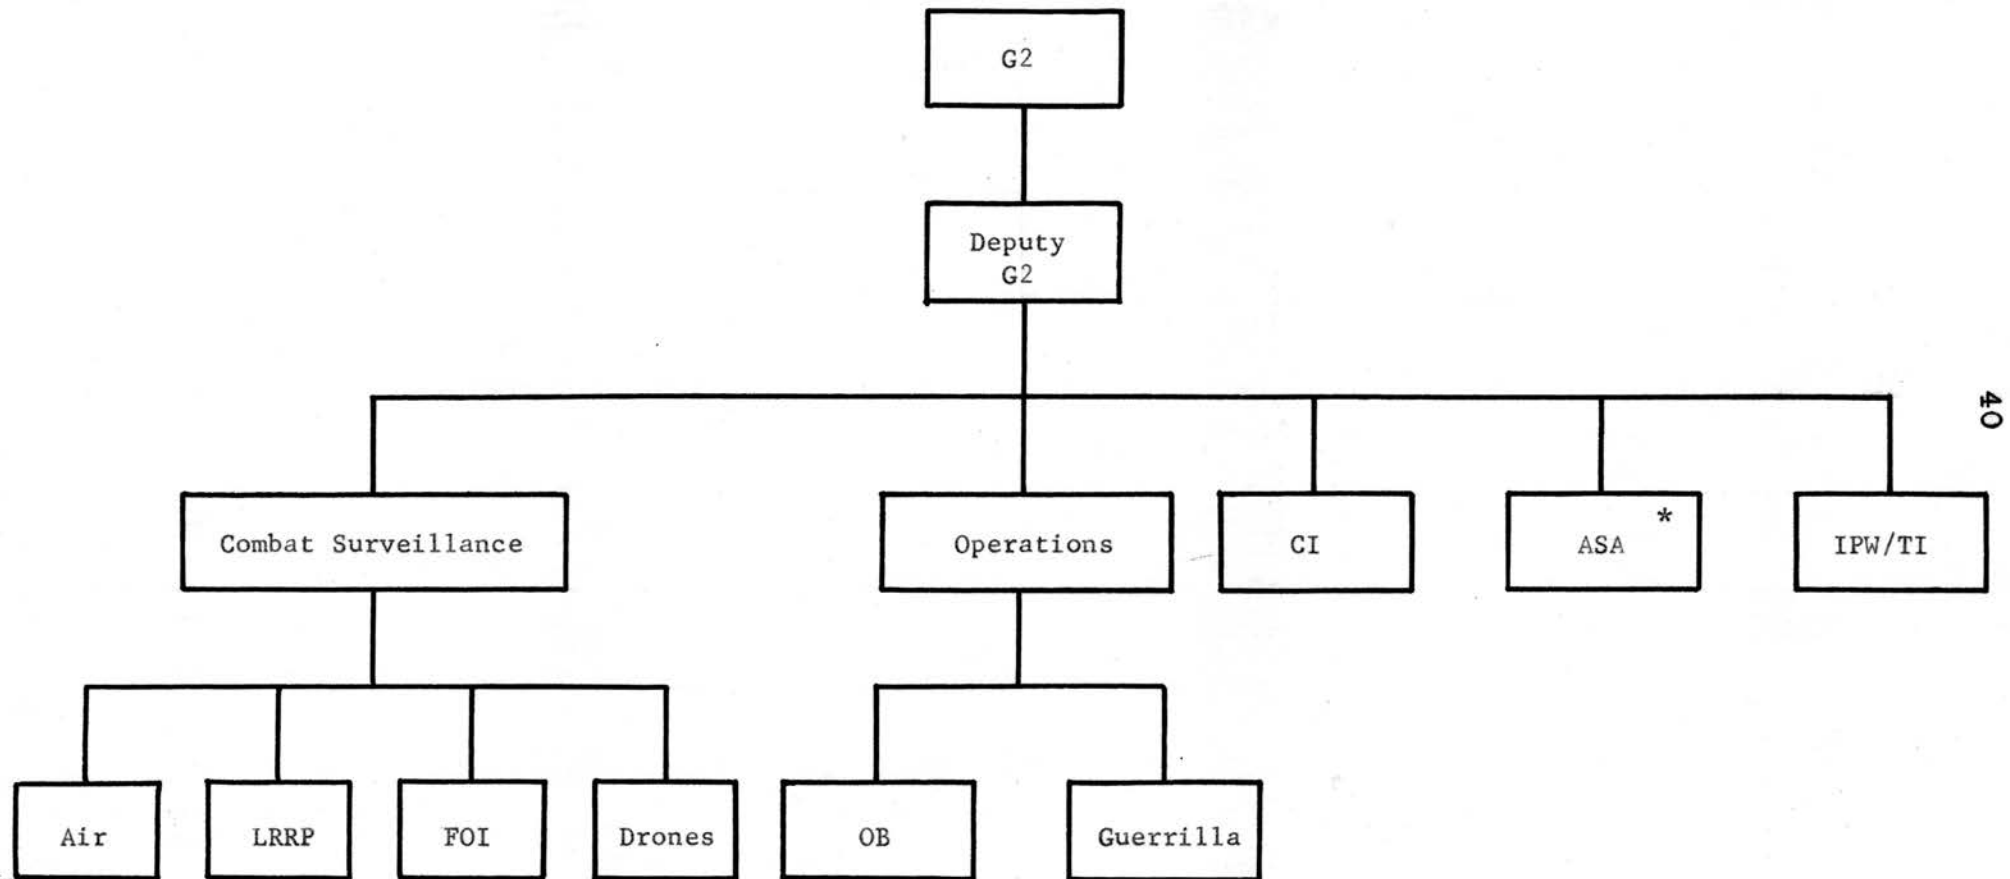 G2
Deputy
G2
40
Combat Surveillance
Operations
CI
ASA *
IPW/TI
Air
LRRP
FOI
Drones
OB
Guerrilla